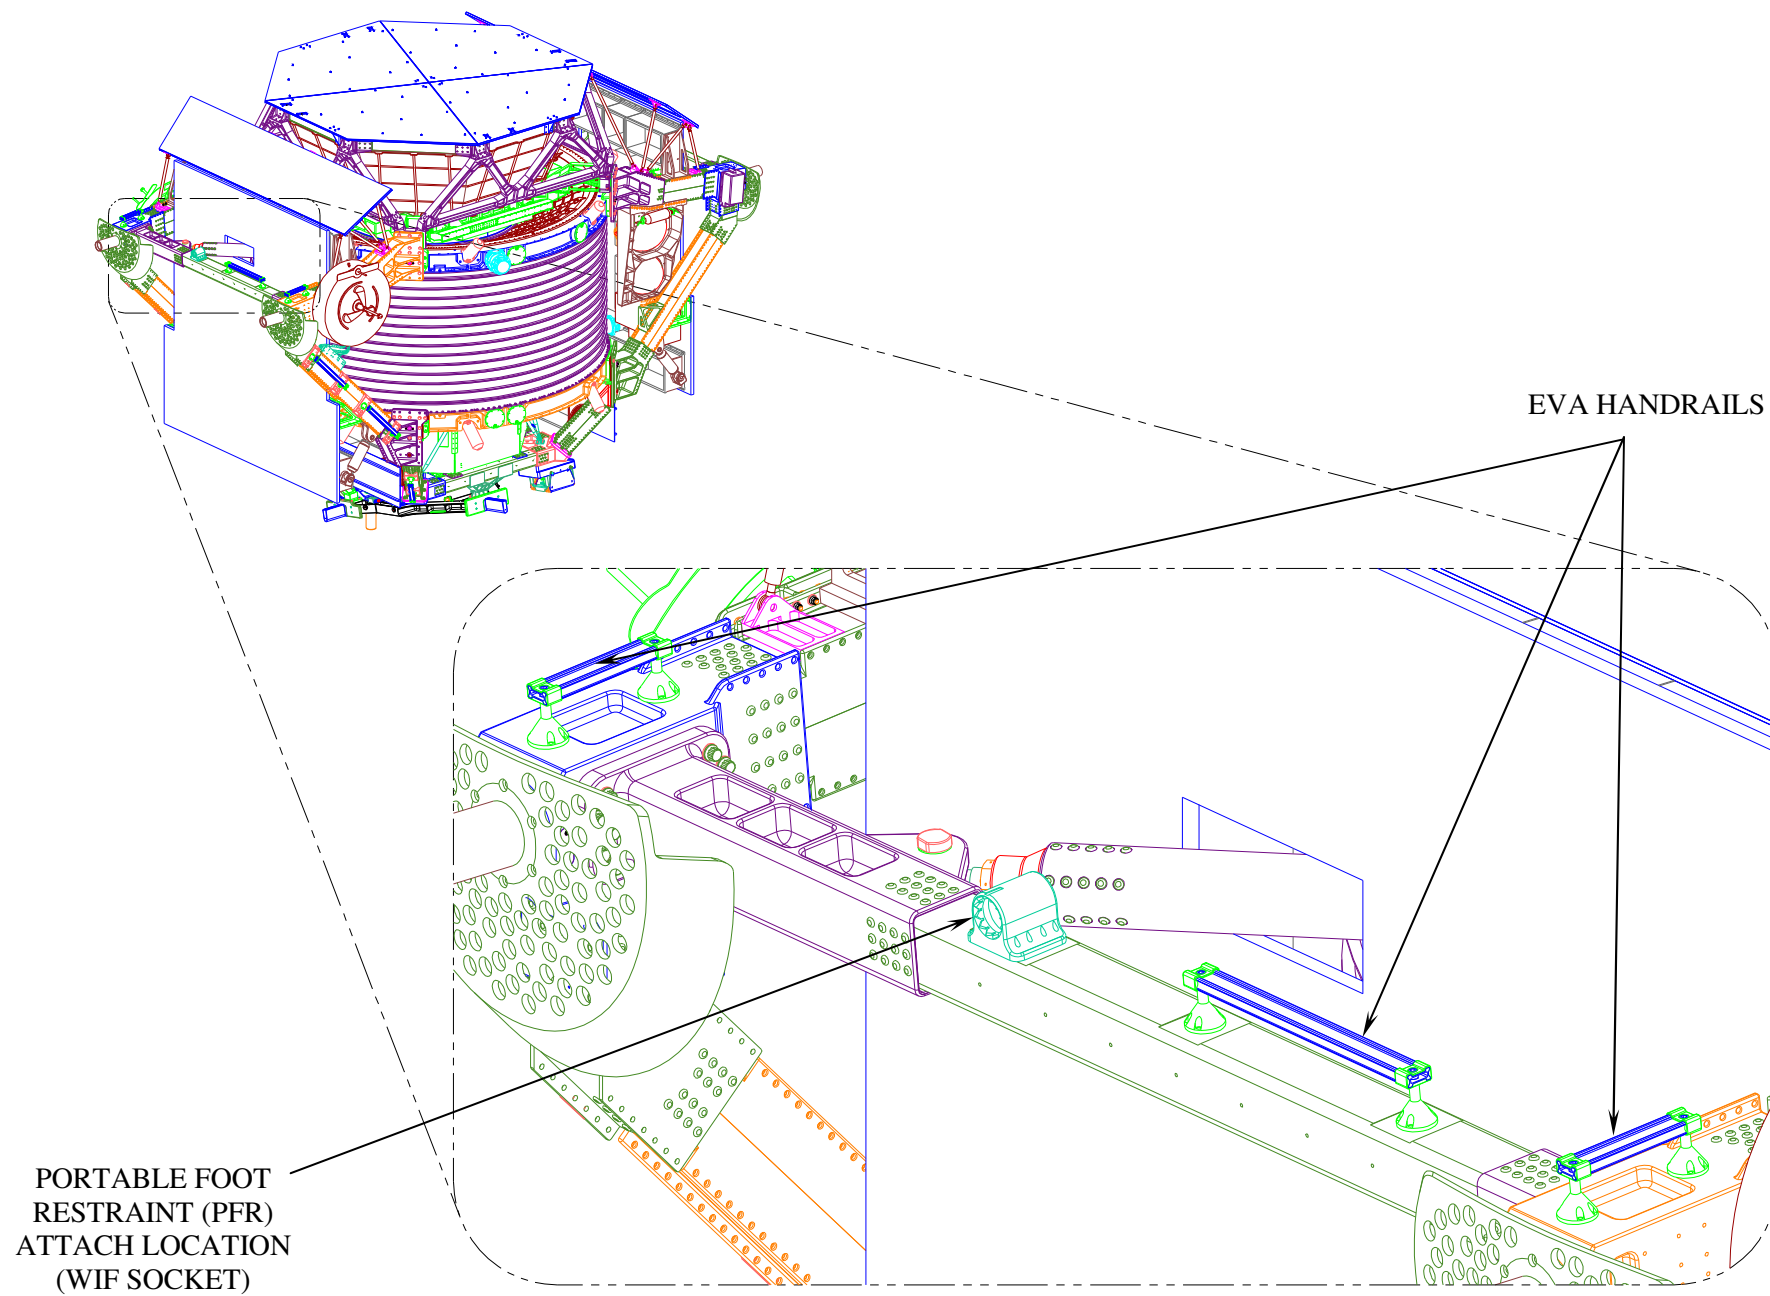 EVA HANDRAILS
PORTABLE FOOT
RESTRAINT (PFR)
ATTACH LOCATION
(WIF SOCKET)